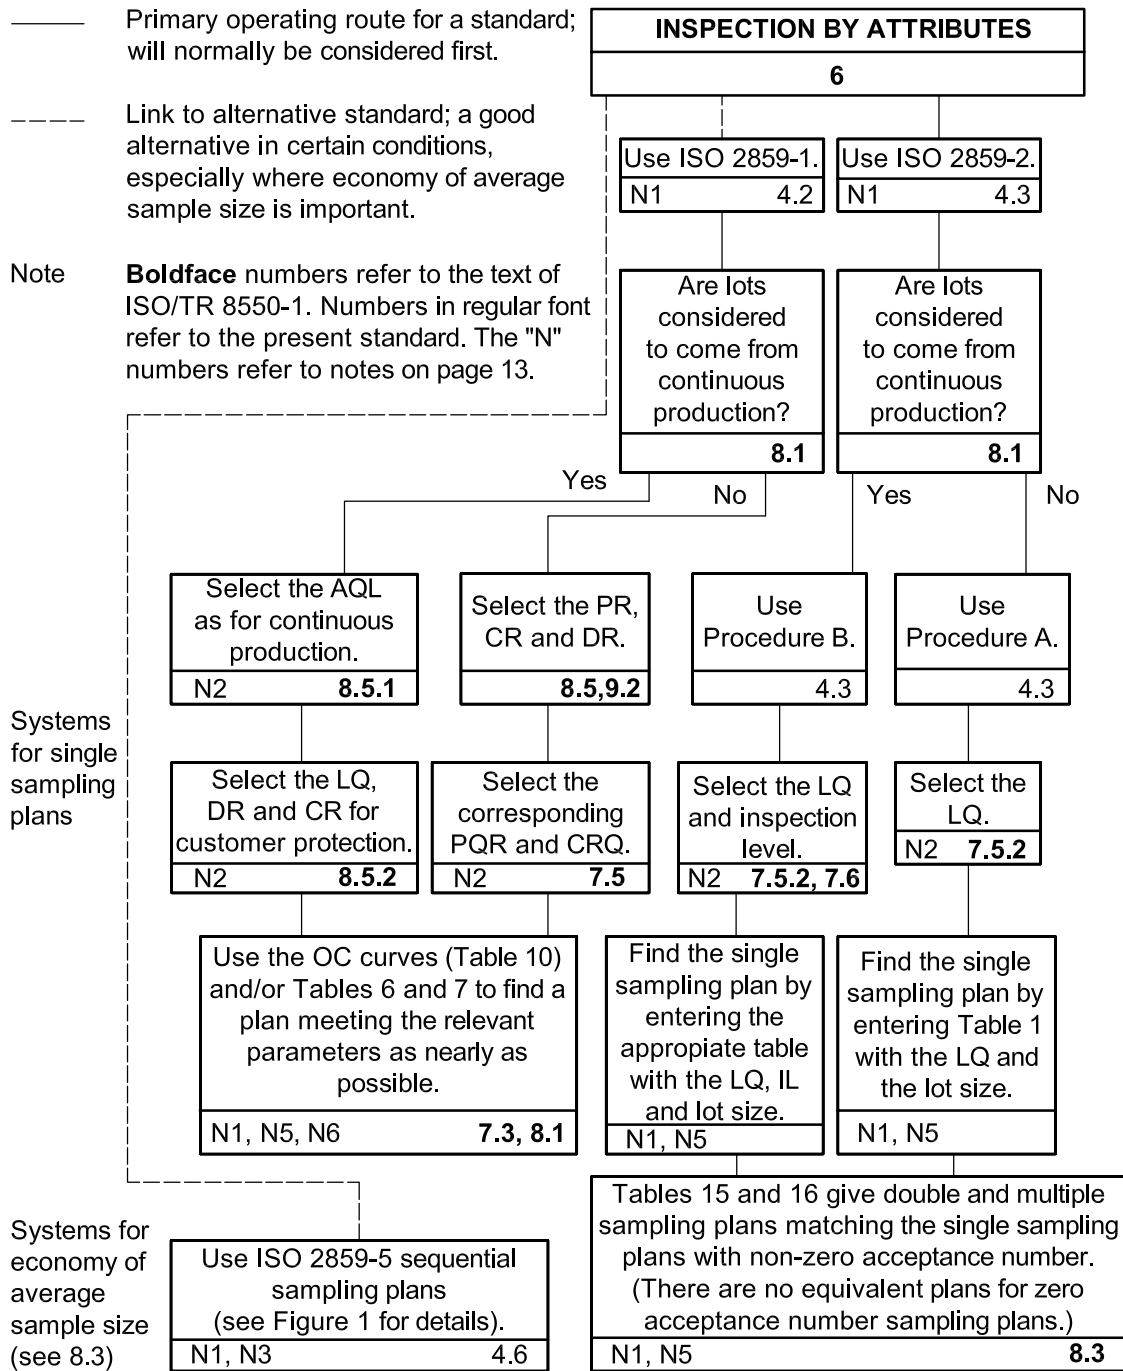 Primary operating route for a standard;
will normally be considered first.
Link to alternative standard; a good
alternative in certain conditions,
especially where economy of average
sample size is important.
Note
Boldface numbers refer to the text of
ISO/TR 8550-1. Numbers in regular font
refer to the present standard. The "N"
numbers refer to notes on page 13.
INSPECTION BY ATTRIBUTES
6
Use ISO 2859-1.
N1 4.2
Use ISO 2859-2.
N1 4.3
Are lots
considered
to come from
continuous
production?
8.1
Are lots
considered
to come from
continuous
production?
8.1
Yes
No
Yes
No
Select the AQL
as for continuous
production.
N2 8.5.1
Select the PR,
CR and DR.
8.5,9.2
Use
Procedure B.
4.3
Use
Procedure A.
4.3
Systems
for single
sampling
plans
Select the LQ,
DR and CR for
customer protection.
N2 8.5.2
Select the
corresponding
PQR and CRQ.
N2 7.5
Select the LQ
and inspection
level.
N2 7.5.2, 7.6
Select the
LQ.
N2 7.5.2
Use the OC curves (Table 10)
and/or Tables 6 and 7 to find a
plan meeting the relevant
parameters as nearly as
possible.
N1, N5, N6 7.3, 8.1
Find the single
sampling plan by
entering the
appropiate table
with the LQ, IL
and lot size.
N1, N5
Find the single
sampling plan by
entering Table 1
with the LQ and
the lot size.
N1, N5
Systems for
economy of
average
sample size
(see 8.3)
Use ISO 2859-5 sequential
sampling plans
(see Figure 1 for details).
N1, N3 4.6
Tables 15 and 16 give double and multiple
sampling plans matching the single sampling
plans with non-zero acceptance number.
(There are no equivalent plans for zero
acceptance number sampling plans.)
N1, N5 8.3